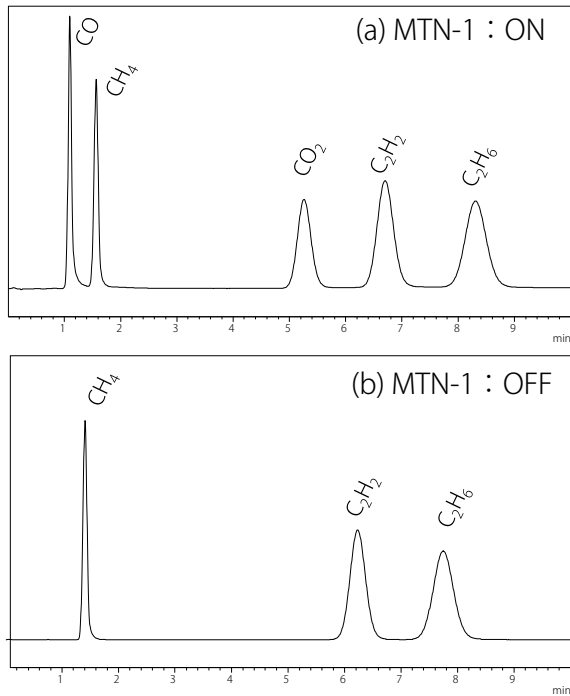 (a) MTN-1：ON
CO
CH₄
CO₂
C₂H₂
C₂H₆
1 2 3 4 5 6 7 8 9
min
(b) MTN-1：OFF
CH₄
C₂H₂
C₂H₆
1 2 3 4 5 6 7 8 9
min